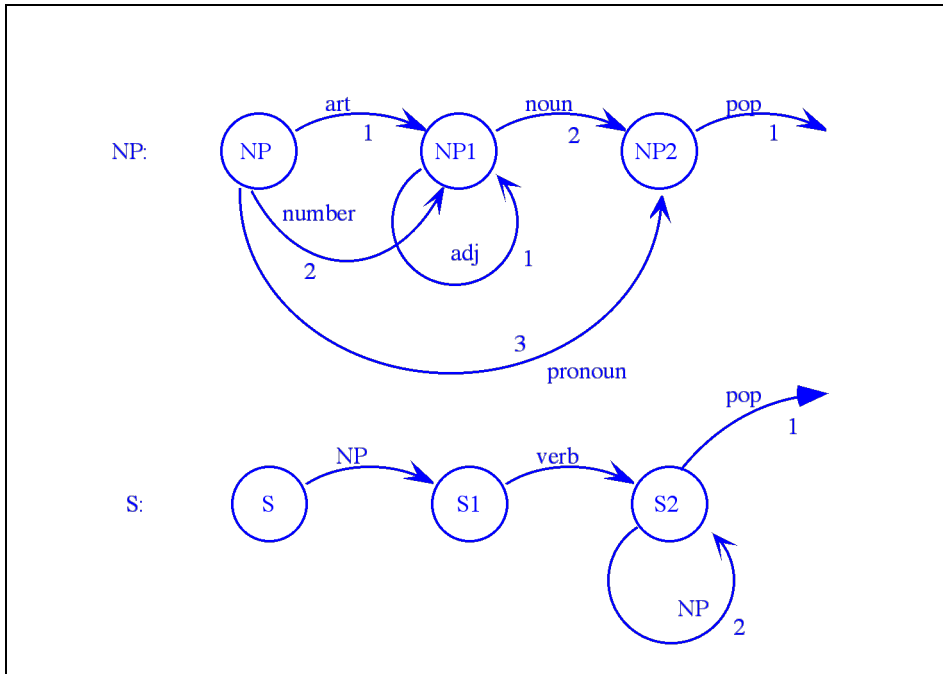 art noun pop
1 2 1
NP: NP NP1 NP2
number
adj 1
2
3
pronoun
pop
1
NP verb
S: S S1 S2
NP
2